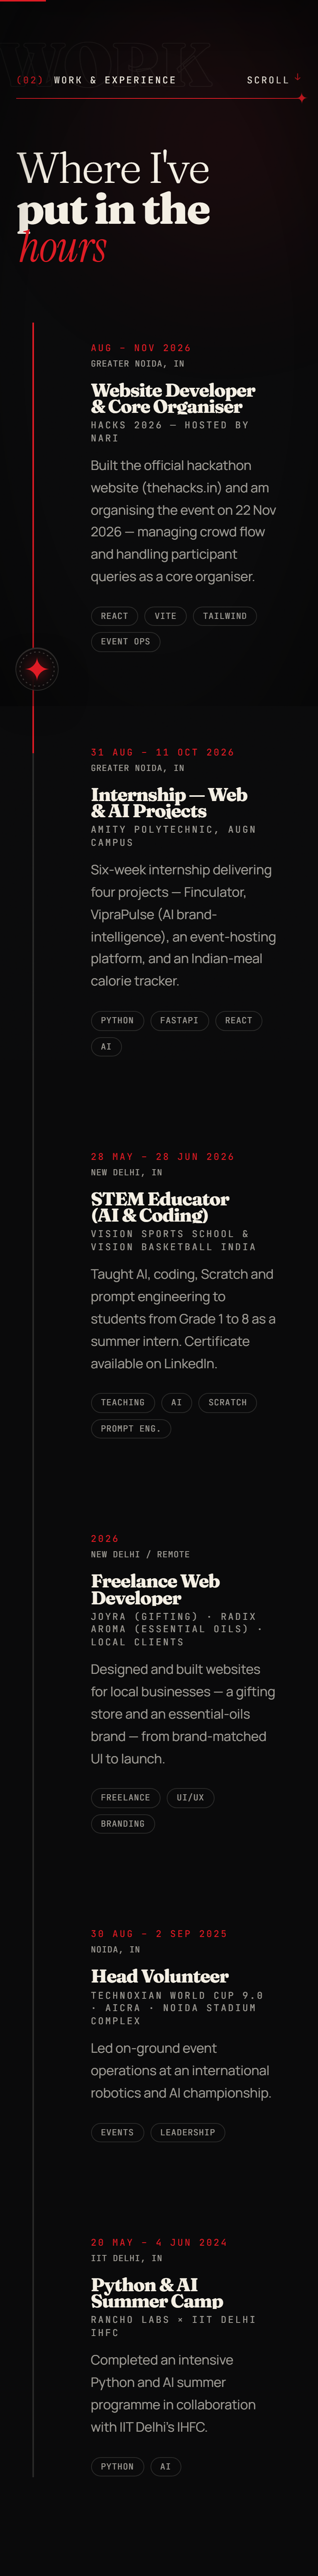 WORK
(02) WORK & EXPERIENCE
SCROLL ↓
Where I've
put in the
hours
AUG – NOV 2026
GREATER NOIDA, IN
Website Developer
& Core Organiser
HACKS 2026 — HOSTED BY
NARI
Built the official hackathon
website (thehacks.in) and am
organising the event on 22 Nov
2026 — managing crowd flow
and handling participant
queries as a core organiser.
REACT VITE TAILWIND
EVENT OPS
31 AUG – 11 OCT 2026
GREATER NOIDA, IN
Internship — Web
& AI Projects
AMITY POLYTECHNIC, AUGN
CAMPUS
Six-week internship delivering
four projects — Finculator,
VipraPulse (AI brand-
intelligence), an event-hosting
platform, and an Indian-meal
calorie tracker.
PYTHON FASTAPI REACT
AI
28 MAY – 28 JUN 2026
NEW DELHI, IN
STEM Educator
(AI & Coding)
VISION SPORTS SCHOOL &
VISION BASKETBALL INDIA
Taught AI, coding, Scratch and
prompt engineering to
students from Grade 1 to 8 as a
summer intern. Certificate
available on LinkedIn.
TEACHING AI SCRATCH
PROMPT ENG.
2026
NEW DELHI / REMOTE
Freelance Web
Developer
JOYRA (GIFTING) · RADIX
AROMA (ESSENTIAL OILS) ·
LOCAL CLIENTS
Designed and built websites
for local businesses — a gifting
store and an essential-oils
brand — from brand-matched
UI to launch.
FREELANCE UI/UX
BRANDING
30 AUG – 2 SEP 2025
NOIDA, IN
Head Volunteer
TECHNOXIAN WORLD CUP 9.0
· AICRA · NOIDA STADIUM
COMPLEX
Led on-ground event
operations at an international
robotics and AI championship.
EVENTS LEADERSHIP
20 MAY – 4 JUN 2024
IIT DELHI, IN
Python & AI
Summer Camp
RANCHO LABS × IIT DELHI
IHFC
Completed an intensive
Python and AI summer
programme in collaboration
with IIT Delhi's IHFC.
PYTHON AI